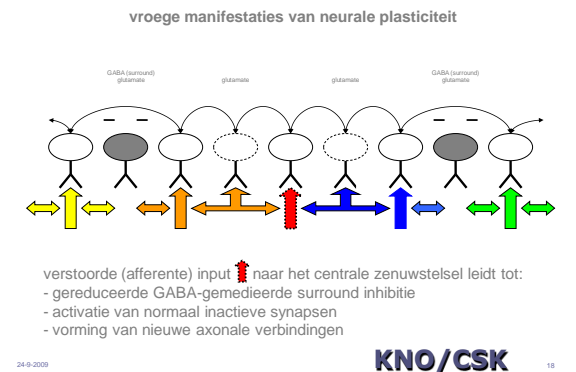 vroege manifestaties van neurale plasticiteit
GABA (surround)
glutamate
glutamate
glutamate
GABA (surround)
glutamate
verstoorde (afferente) input naar het centrale zenuwstelsel leidt tot:
- gereduceerde GABA-gemedieerde surround inhibitie
- activatie van normaal inactieve synapsen
- vorming van nieuwe axonale verbindingen
24-9-2009
KNO/CSK
18